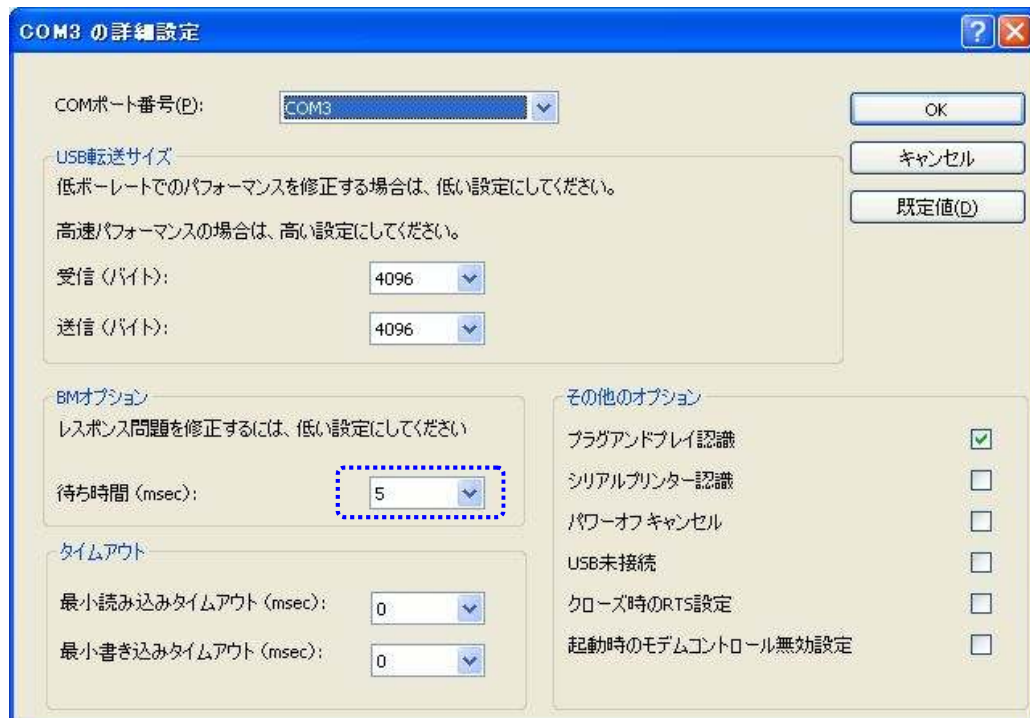 COM3 の詳細設定
COMポート番号(P):
COM3
OK
キャンセル
既定値(D)
USB転送サイズ
低ボーレートでのパフォーマンスを修正する場合は、低い設定にしてください。
高速パフォーマンスの場合は、高い設定にしてください。
受信 (バイト):
4096
送信 (バイト):
4096
BMオプション
レスポンス問題を修正するには、低い設定にしてください
待ち時間 (msec):
5
タイムアウト
最小読み込みタイムアウト (msec):
0
最小書き込みタイムアウト (msec):
0
その他のオプション
プラグアンドプレイ認識
シリアルプリンター認識
パワーオフ キャンセル
USB未接続
クローズ時のRTS設定
起動時のモデムコントロール無効設定